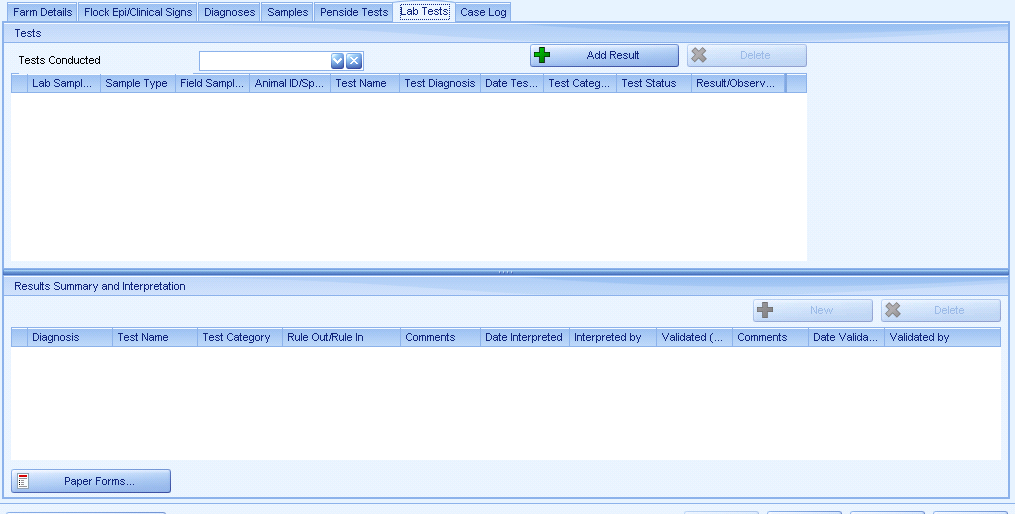 Farm Details Flock Epi/Clinical Signs Diagnoses Samples Penside Tests Lab Tests Case Log
Tests
Tests Conducted Add Result Delete
Lab Sampl... Sample Type Field Sampl... Animal ID/Sp... Test Name Test Diagnosis Date Tes... Test Categ... Test Status Result/Observ...
Results Summary and Interpretation
New Delete
Diagnosis Test Name Test Category Rule Out/Rule In Comments Date Interpreted Interpreted by Validated (... Comments Date Valida... Validated by
Paper Forms...